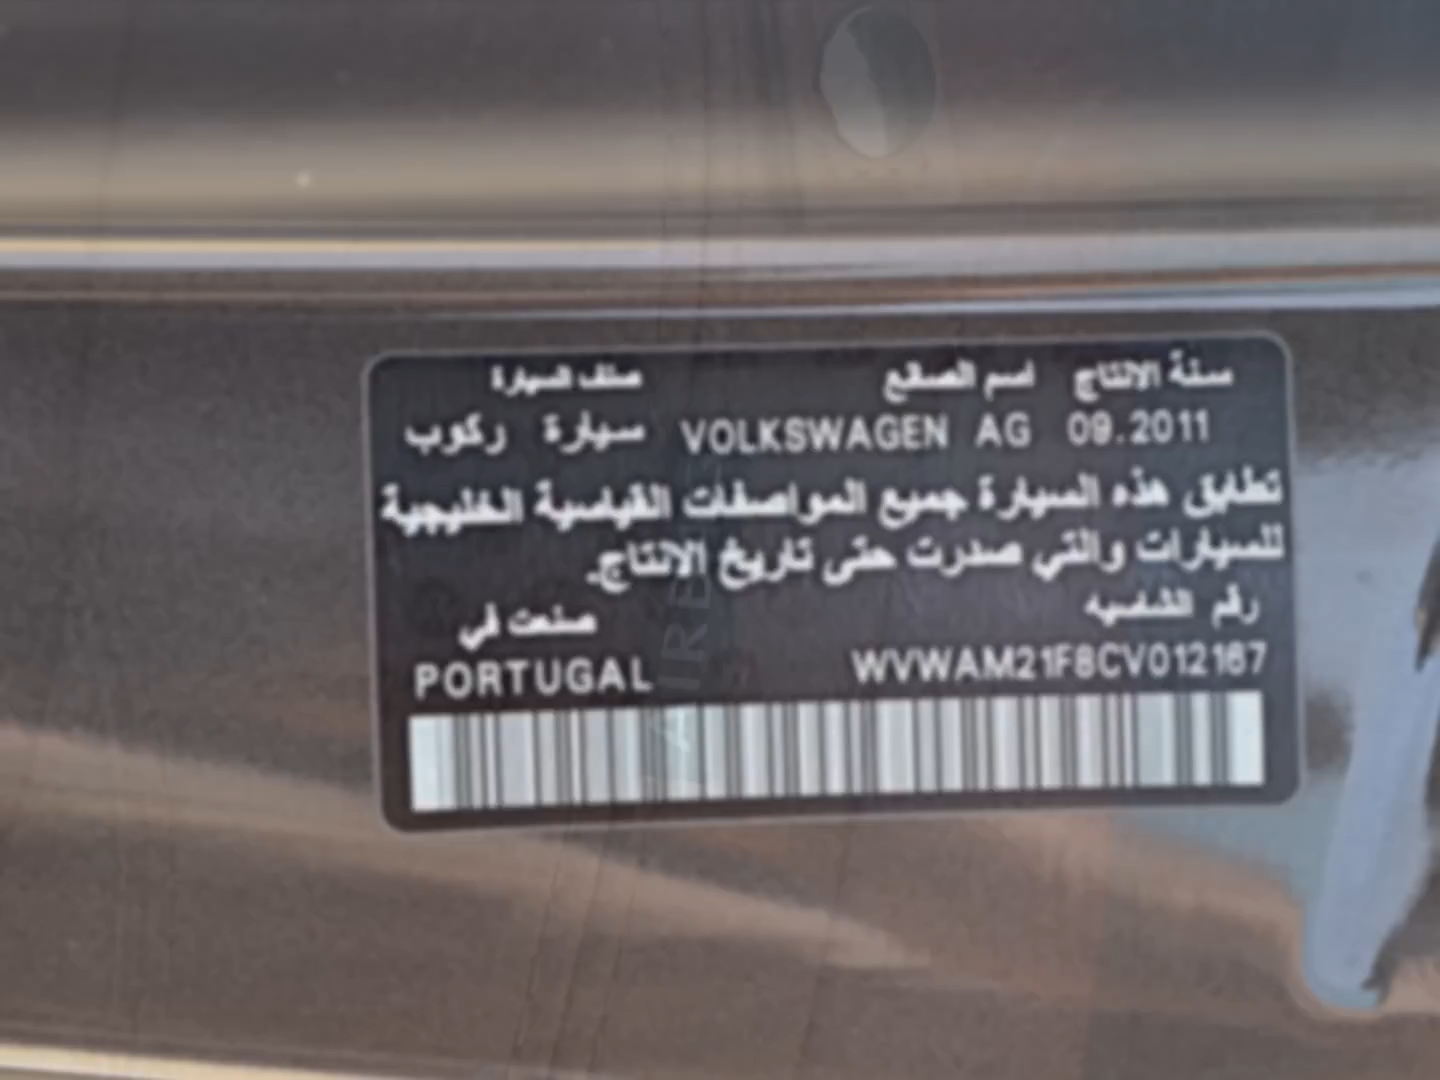 سنة الانتاج اسم الصانع صنف السيارة
09.2011 VOLKSWAGEN AG سيارة ركوب
تطابق هذه السيارة جميع المواصفات القياسية الخليجية
للسيارات والتي صدرت حتى تاريخ الانتاج.
رقم الشاسيه صنعت في
WVWAM21F8CV012167 PORTUGAL